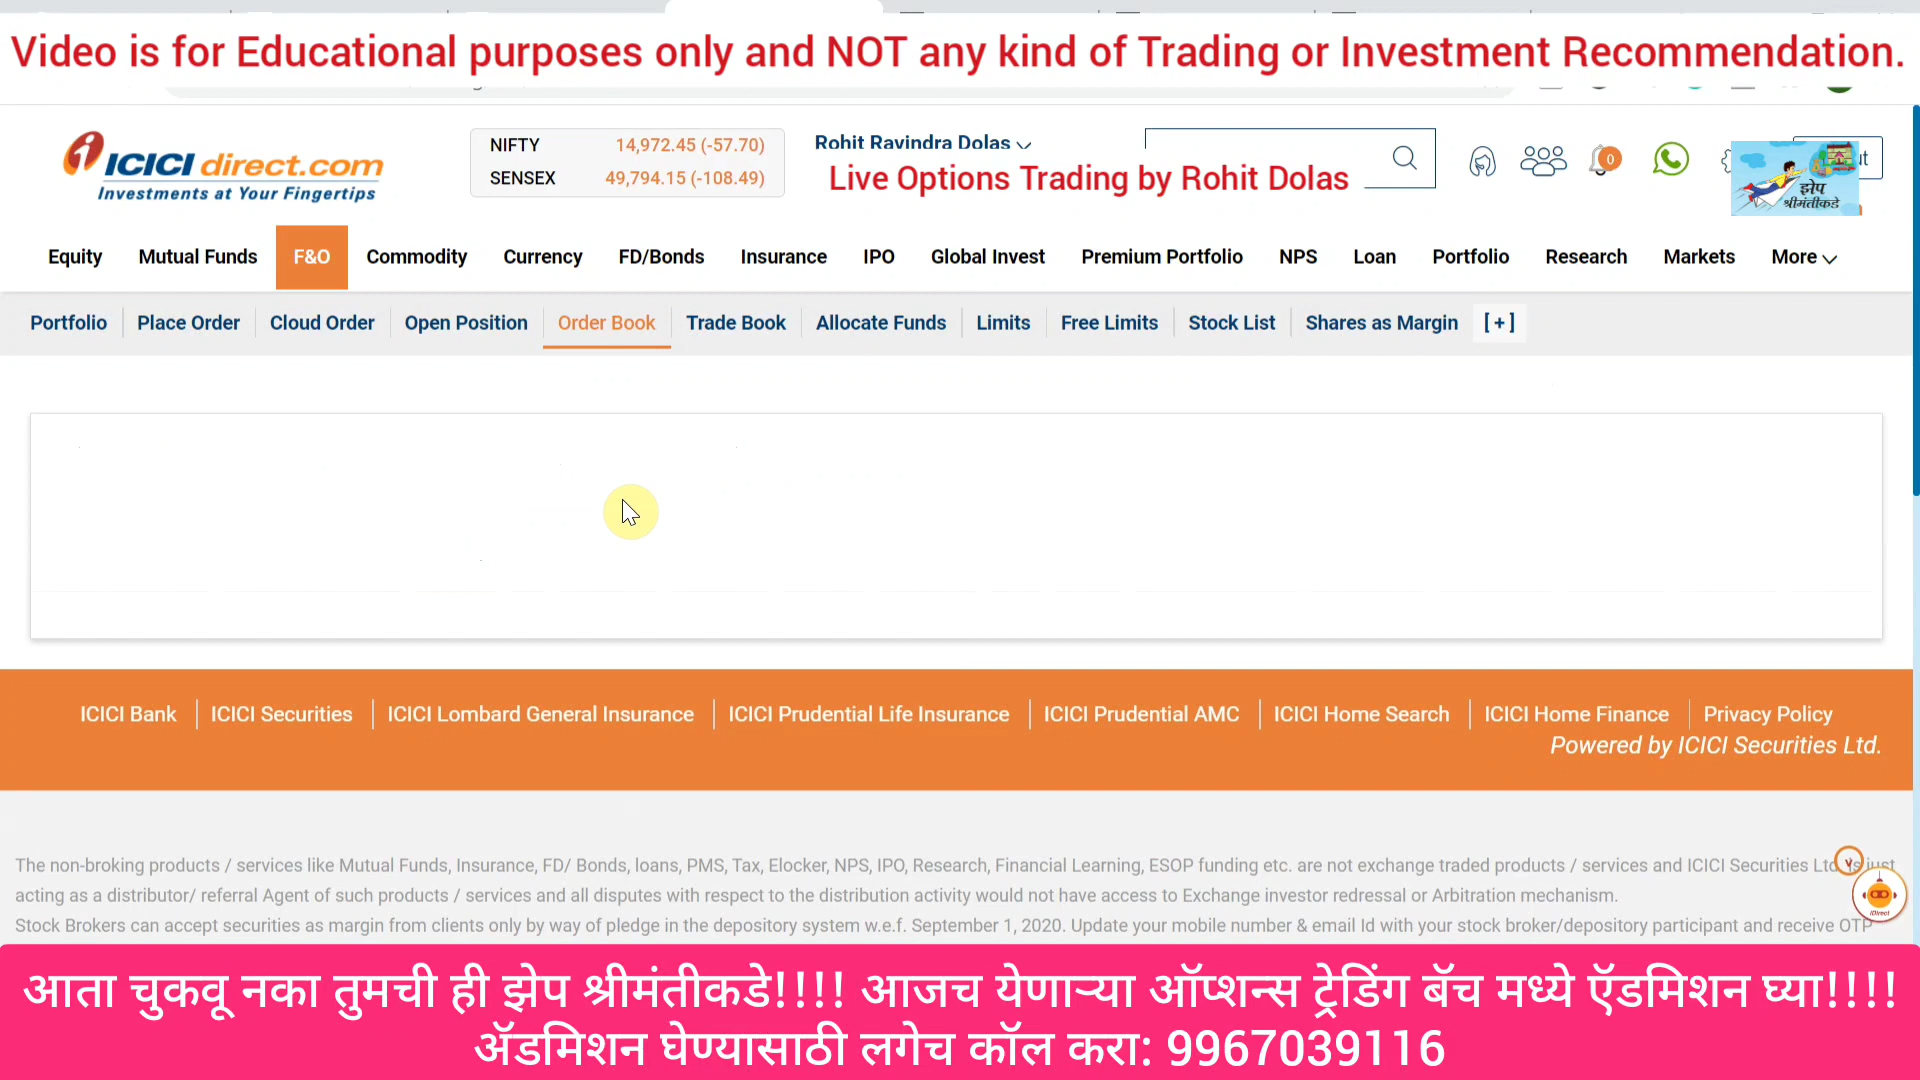 Video is for Educational purposes only and NOT any kind of Trading or Investment Recommendation.
ICICI direct.com
Investments at Your Fingertips
NIFTY 14,972.45 (-57.70)
SENSEX 49,794.15 (-108.49)
Rohit Ravindra Dolas
Live Options Trading by Rohit Dolas
0
झेप
श्रीमंतीकडे
Equity Mutual Funds F&O Commodity Currency FD/Bonds Insurance IPO Global Invest Premium Portfolio NPS Loan Portfolio Research Markets More
Portfolio Place Order Cloud Order Open Position Order Book Trade Book Allocate Funds Limits Free Limits Stock List Shares as Margin [+]
ICICI Bank ICICI Securities ICICI Lombard General Insurance ICICI Prudential Life Insurance ICICI Prudential AMC ICICI Home Search ICICI Home Finance Privacy Policy
Powered by ICICI Securities Ltd.
The non-broking products / services like Mutual Funds, Insurance, FD/ Bonds, loans, PMS, Tax, Elocker, NPS, IPO, Research, Financial Learning, ESOP funding etc. are not exchange traded products / services and ICICI Securities Ltd. is just
acting as a distributor/ referral Agent of such products / services and all disputes with respect to the distribution activity would not have access to Exchange investor redressal or Arbitration mechanism.
iDirect
Stock Brokers can accept securities as margin from clients only by way of pledge in the depository system w.e.f. September 1, 2020. Update your mobile number & email Id with your stock broker/depository participant and receive OTP
आता चुकवू नका तुमची ही झेप श्रीमंतीकडे!!!! आजच येणाऱ्या ऑप्शन्स ट्रेडिंग बॅच मध्ये ऍडमिशन घ्या!!!!
ॲडमिशन घेण्यासाठी लगेच कॉल करा: 9967039116